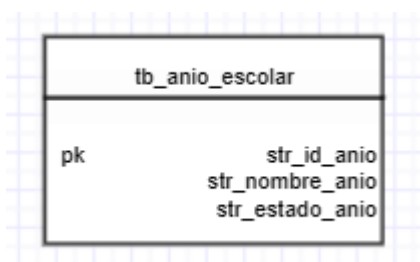 tb_anio_escolar
pk str_id_anio
str_nombre_anio
str_estado_anio